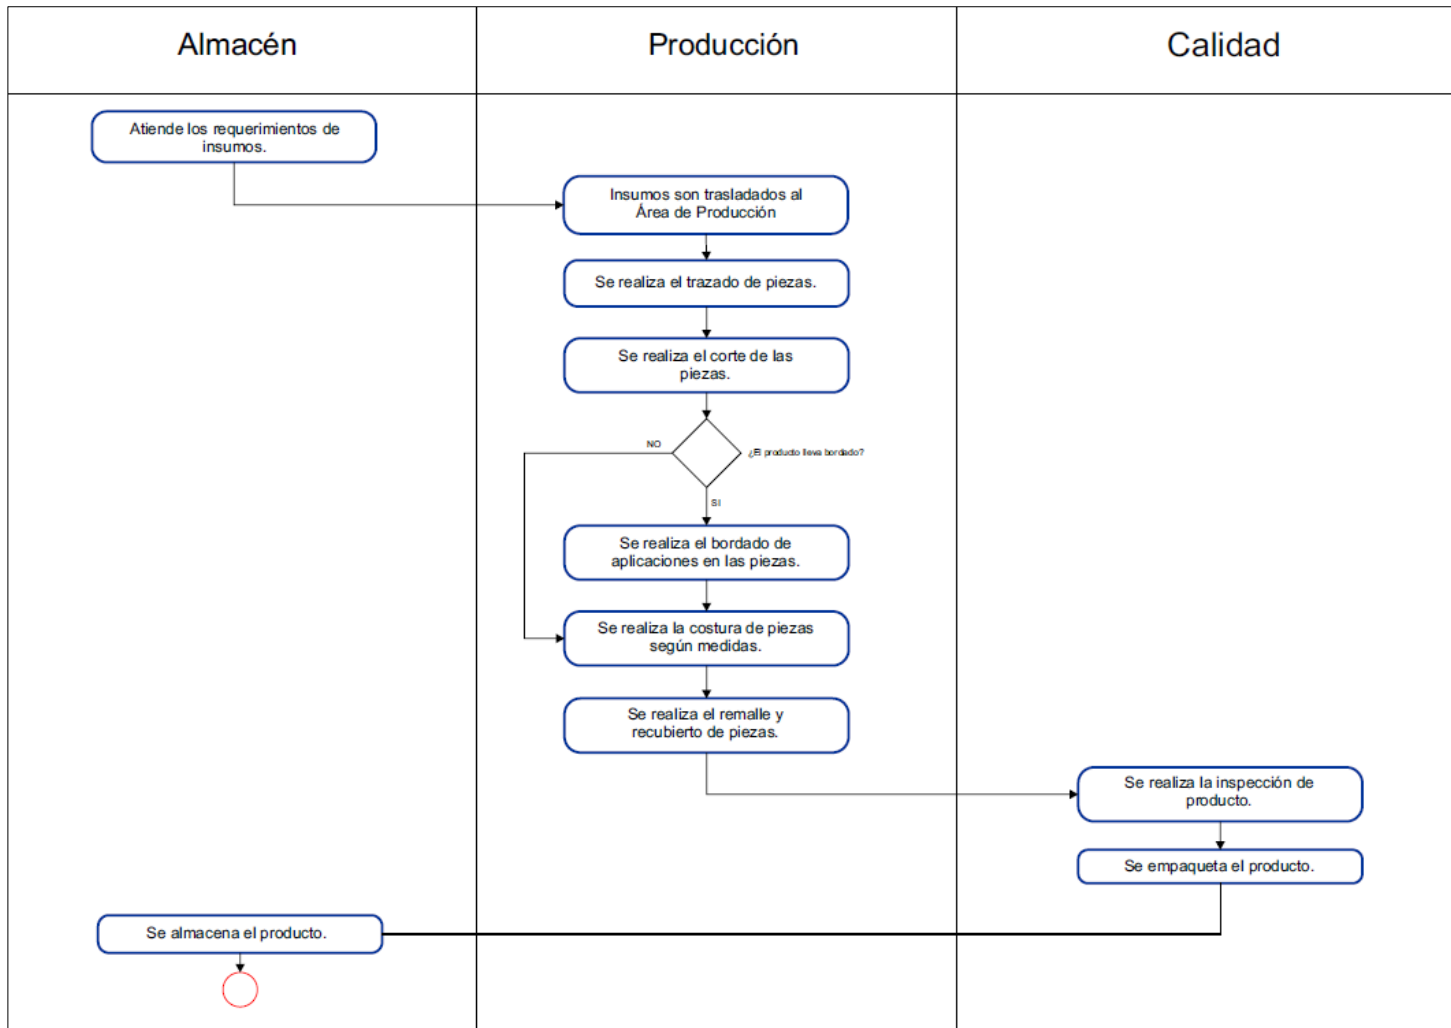 Almacén
Producción
Calidad
Atiende los requerimientos de
insumos.
Insumos son trasladados al
Área de Producción
Se realiza el trazado de piezas.
Se realiza el corte de las
piezas.
NO
¿El producto lleva bordado?
SI
Se realiza el bordado de
aplicaciones en las piezas.
Se realiza la costura de piezas
según medidas.
Se realiza el remalle y
recubierto de piezas.
Se realiza la inspección de
producto.
Se empaqueta el producto.
Se almacena el producto.